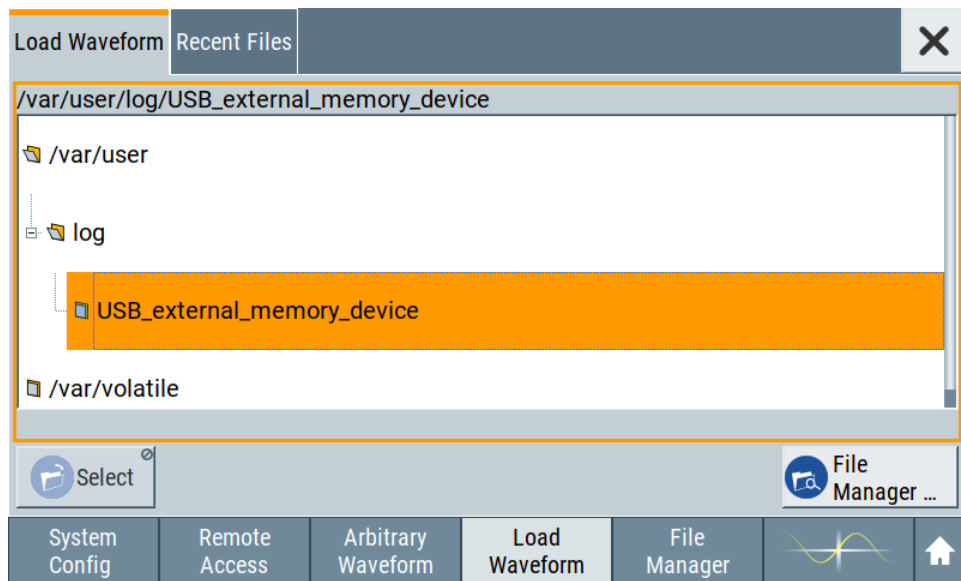 Load Waveform Recent Files
/var/user/log/USB_external_memory_device
/var/user
log
USB_external_memory_device
/var/volatile
Select
File
Manager ...
System
Config
Remote
Access
Arbitrary
Waveform
Load
Waveform
File
Manager